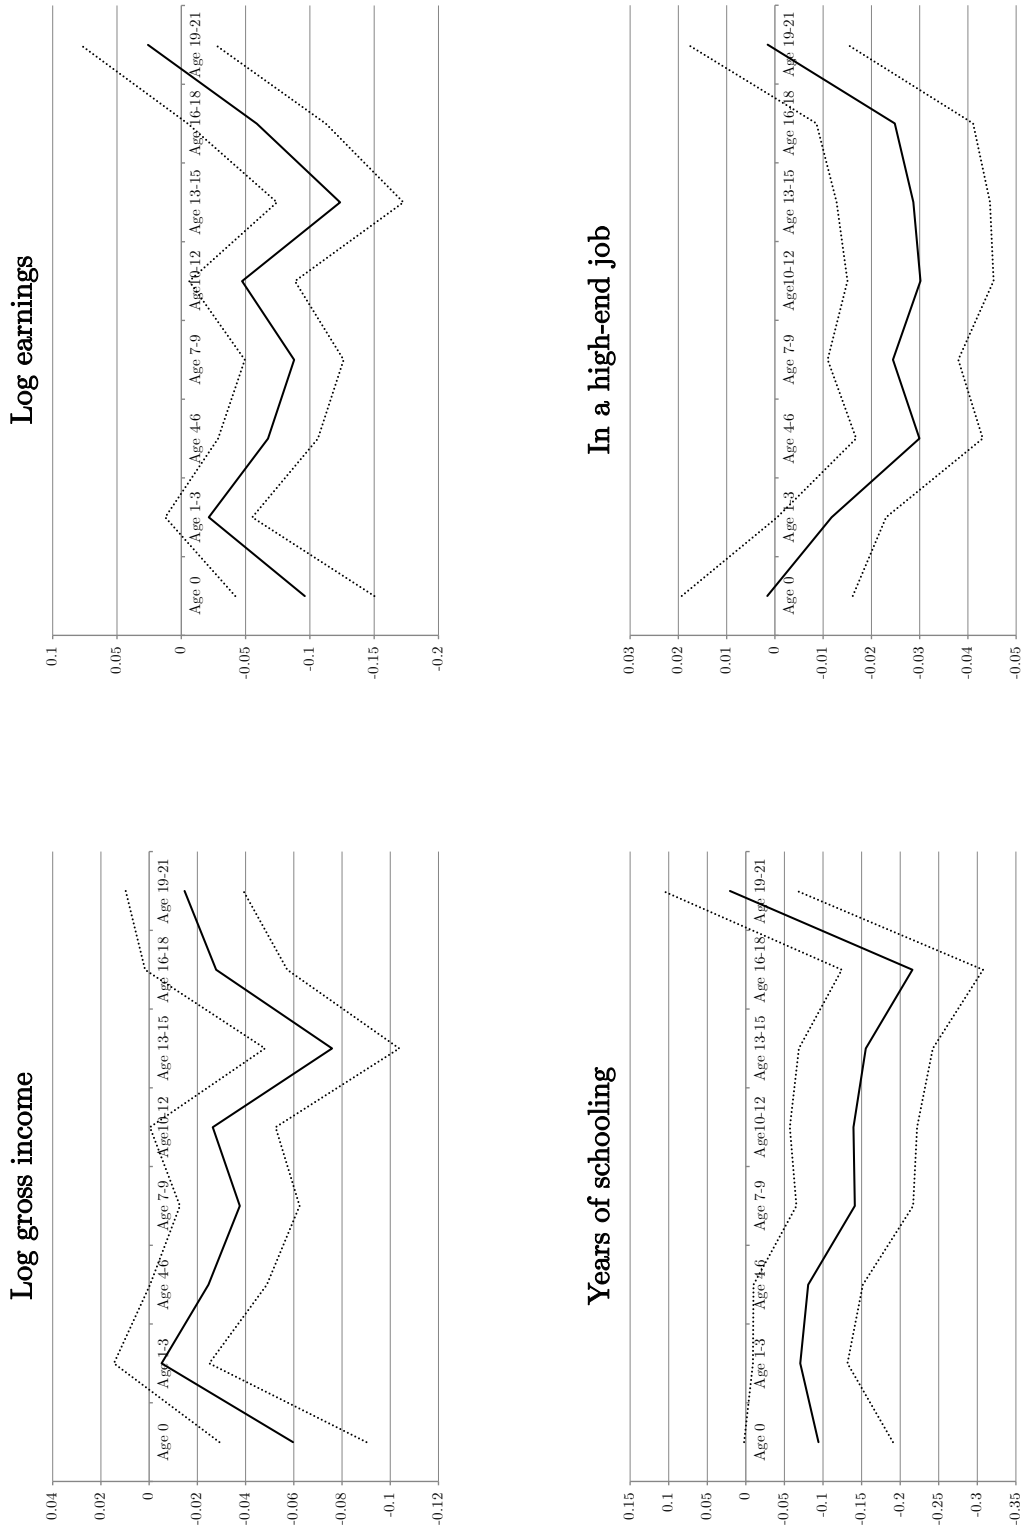 Log gross income
0.04
0.02
0
-0.02
-0.04
-0.06
-0.08
-0.1
-0.12
Age 0
Age 1-3
Age 4-6
Age 7-9
Age10-12
Age 13-15
Age 16-18
Age 19-21
Log earnings
0.1
0.05
0
-0.05
-0.1
-0.15
-0.2
Age 0
Age 1-3
Age 4-6
Age 7-9
Age10-12
Age 13-15
Age 16-18
Age 19-21
Years of schooling
0.15
0.1
0.05
0
-0.05
-0.1
-0.15
-0.2
-0.25
-0.3
-0.35
Age 0
Age 1-3
Age 4-6
Age 7-9
Age10-12
Age 13-15
Age 16-18
Age 19-21
In a high-end job
0.03
0.02
0.01
0
-0.01
-0.02
-0.03
-0.04
-0.05
Age 0
Age 1-3
Age 4-6
Age 7-9
Age10-12
Age 13-15
Age 16-18
Age 19-21